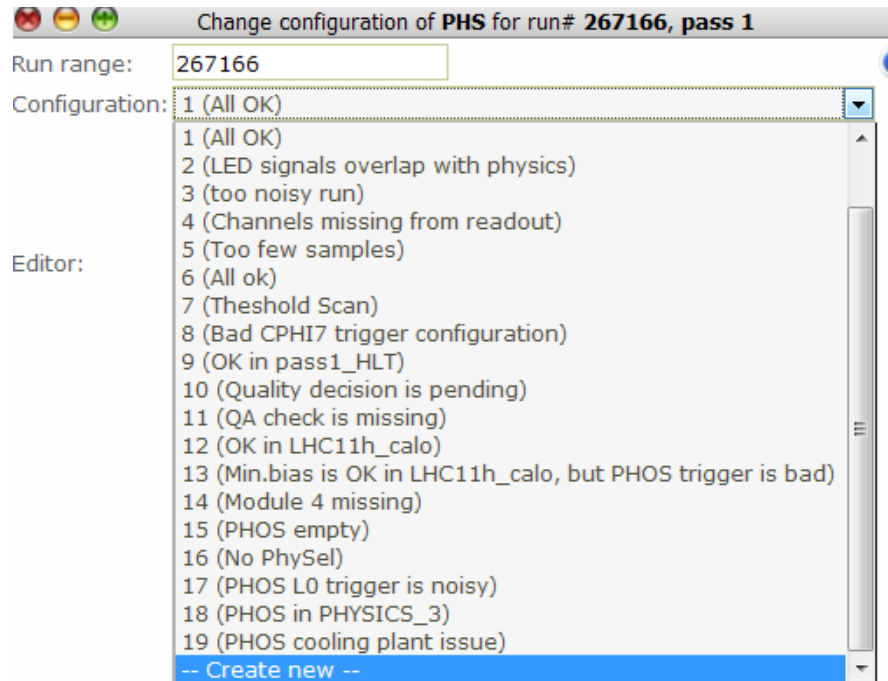 Change configuration of PHS for run# 267166, pass 1
Run range: 267166
Configuration: 1 (All OK)
1 (All OK)
2 (LED signals overlap with physics)
3 (too noisy run)
4 (Channels missing from readout)
5 (Too few samples)
Editor:
6 (All ok)
7 (Theshold Scan)
8 (Bad CPHI7 trigger configuration)
9 (OK in pass1_HLT)
10 (Quality decision is pending)
11 (QA check is missing)
12 (OK in LHC11h_calo)
13 (Min.bias is OK in LHC11h_calo, but PHOS trigger is bad)
14 (Module 4 missing)
15 (PHOS empty)
16 (No PhySel)
17 (PHOS L0 trigger is noisy)
18 (PHOS in PHYSICS_3)
19 (PHOS cooling plant issue)
-- Create new --